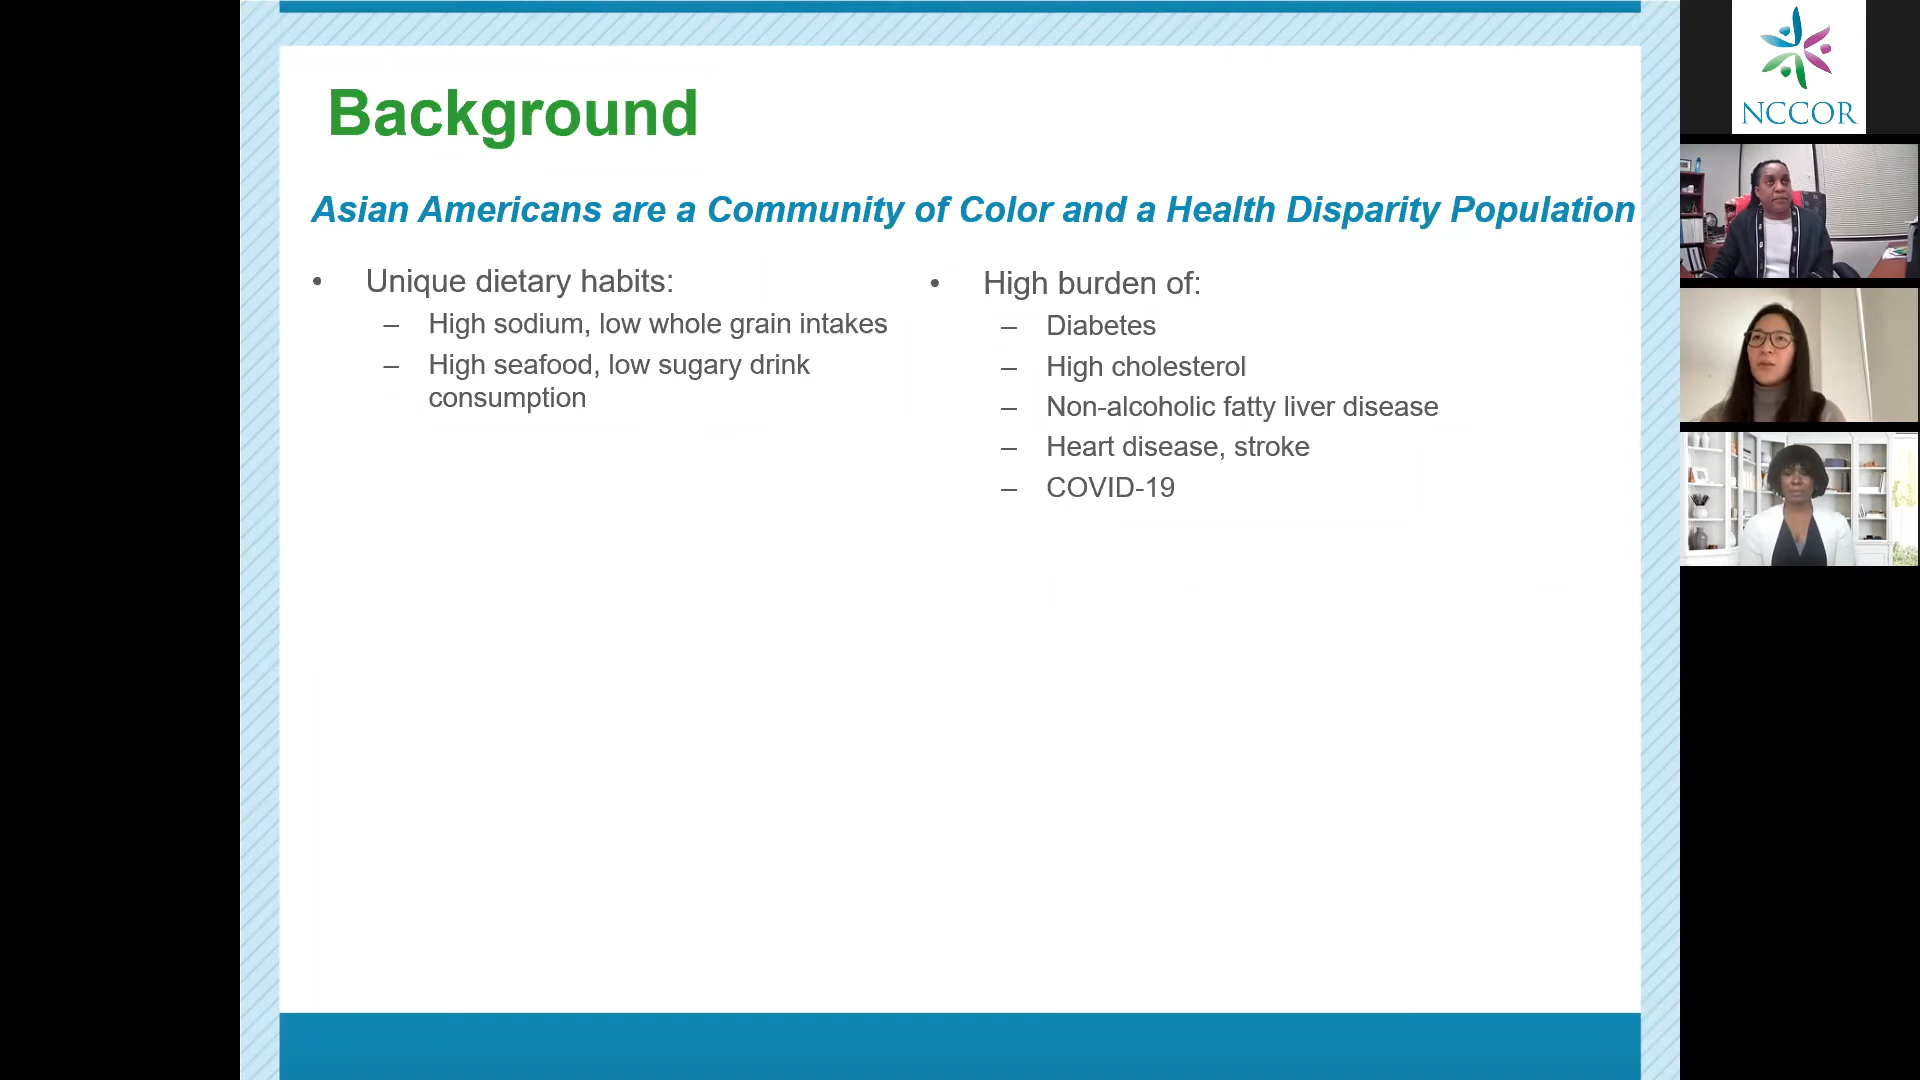 Background
Asian Americans are a Community of Color and a Health Disparity Population
• Unique dietary habits:
– High sodium, low whole grain intakes
– High seafood, low sugary drink
consumption
• High burden of:
– Diabetes
– High cholesterol
– Non-alcoholic fatty liver disease
– Heart disease, stroke
– COVID-19
NCCOR